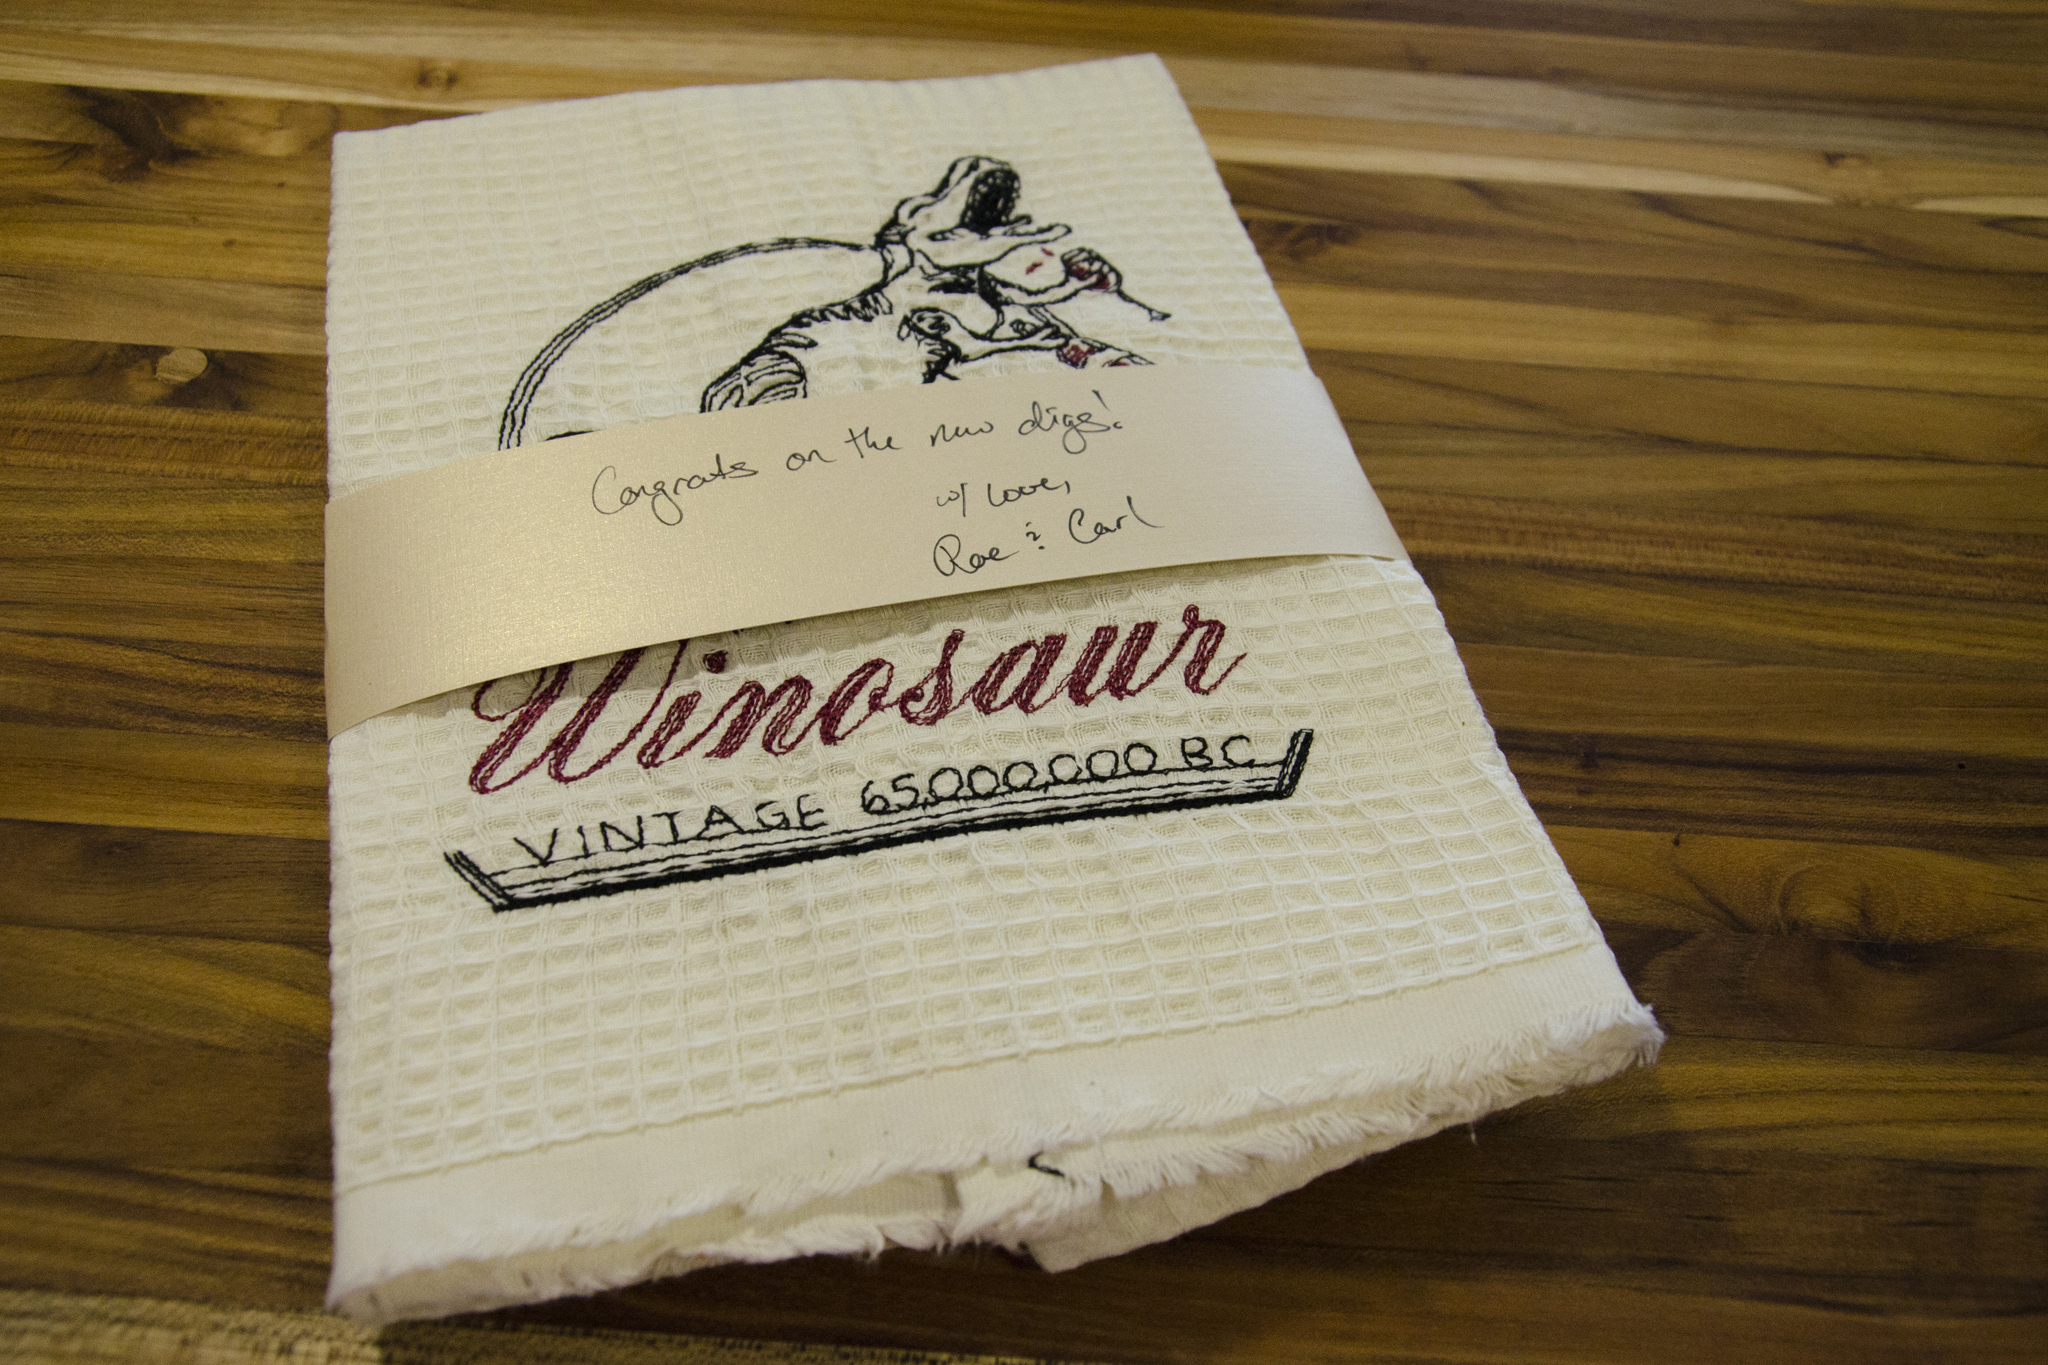 Congrats on the new digs!
w/ Love,
Rae & Carl
Winosaur
VINTAGE 65,000,000 BC